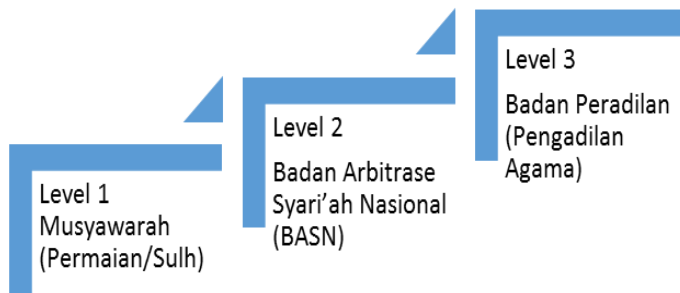 Level 1
Musyawarah
(Permaian/Sulh)
Level 2
Badan Arbitrase
Syari’ah Nasional
(BASN)
Level 3
Badan Peradilan
(Pengadilan
Agama)